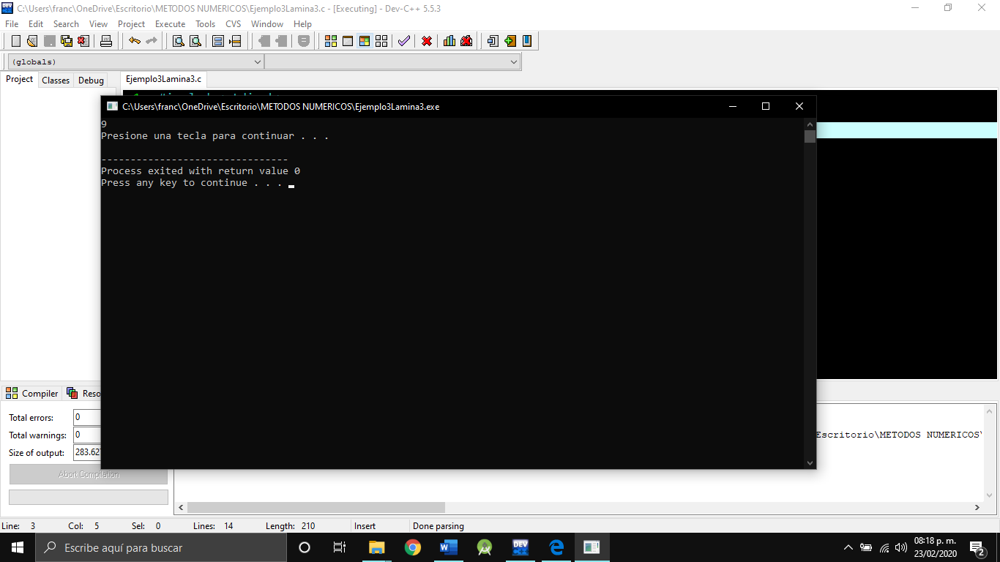 C:\Users\franc\OneDrive\Escritorio\METODOS NUMERICOS\Ejemplo3Lamina3.c - [Executing] - Dev-C++ 5.5.3
File Edit Search View Project Execute Tools CVS Window Help
(globals)
Project Classes Debug Ejemplo3Lamina3.c
C:\Users\franc\OneDrive\Escritorio\METODOS NUMERICOS\Ejemplo3Lamina3.exe
9
Presione una tecla para continuar . . .
--------------------------------
Process exited with return value 0
Press any key to continue . . .
Compiler Reso
Total errors: 0
Total warnings: 0
Escritorio\METODOS NUMERICOS\
Size of output: 283.62
Abort Compilation
Line: 3 Col: 5 Sel: 0 Lines: 14 Length: 210 Insert Done parsing
Escribe aquí para buscar
DEV C++
08:18 p. m.
23/02/2020
2